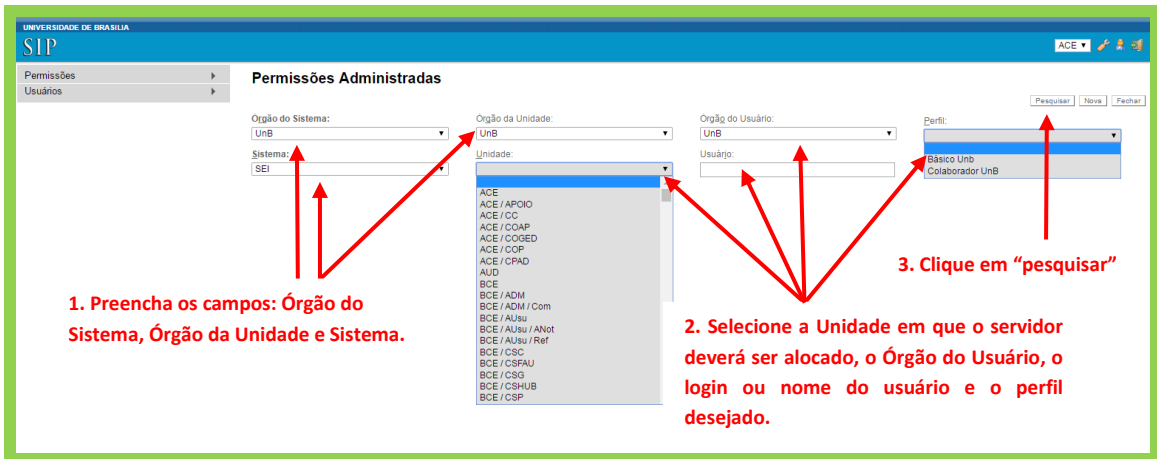 UNIVERSIDADE DE BRASILIA
SIP
ACE
Permissões
Usuários
Permissões Administradas
Pesquisar Nova Fechar
Orgão do Sistema:
UnB
Orgão da Unidade:
UnB
Orgão do Usuário:
UnB
Perfil:
Básico Unb
Colaborador UnB
Sistema:
SEI
Unidade:
ACE
ACE / APOIO
ACE / CC
ACE / COAP
ACE / COGED
ACE / COP
ACE / CPAD
AUD
BCE
BCE / ADM
BCE / ADM / Com
BCE / AUsu
BCE / AUsu / ANot
BCE / AUsu / Ref
BCE / CSC
BCE / CSFAU
BCE / CSG
BCE / CSHUB
BCE / CSP
Usuário:
1. Preencha os campos: Órgão do
Sistema, Órgão da Unidade e Sistema.
2. Selecione a Unidade em que o servidor
deverá ser alocado, o Órgão do Usuário, o
login ou nome do usuário e o perfil
desejado.
3. Clique em “pesquisar”